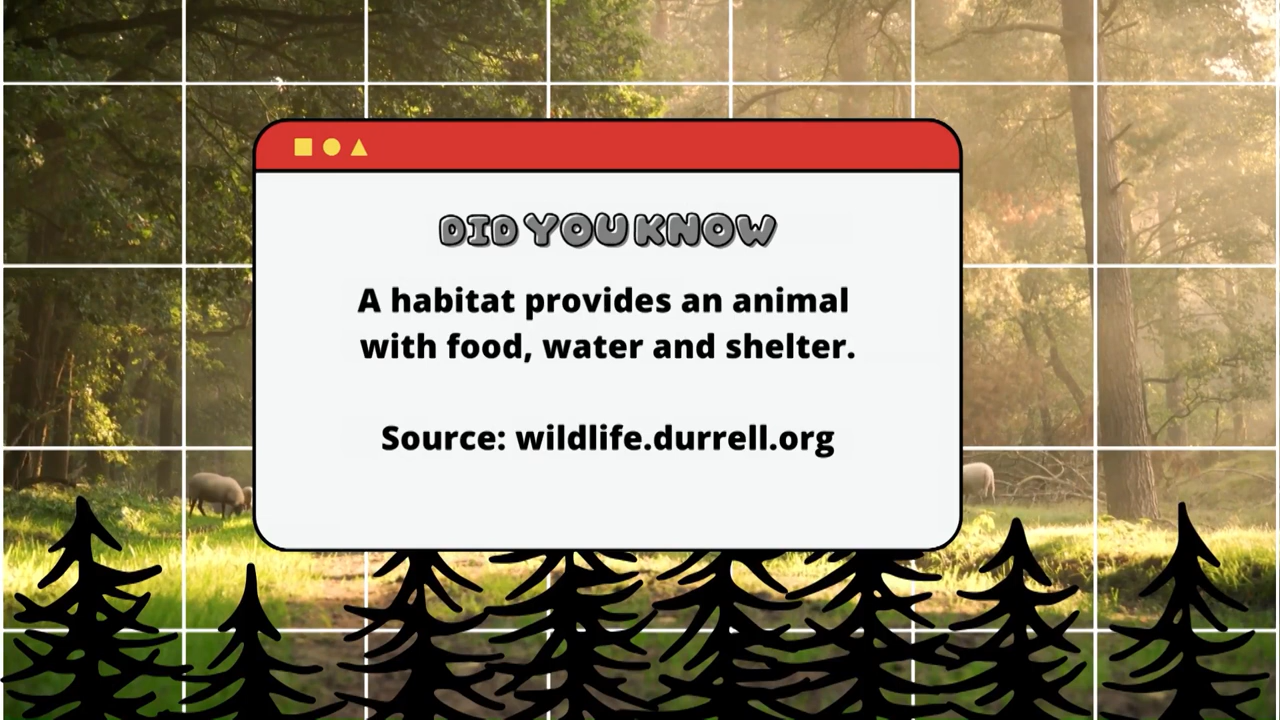 DID YOU KNOW
A habitat provides an animal
with food, water and shelter.
Source: wildlife.durrell.org